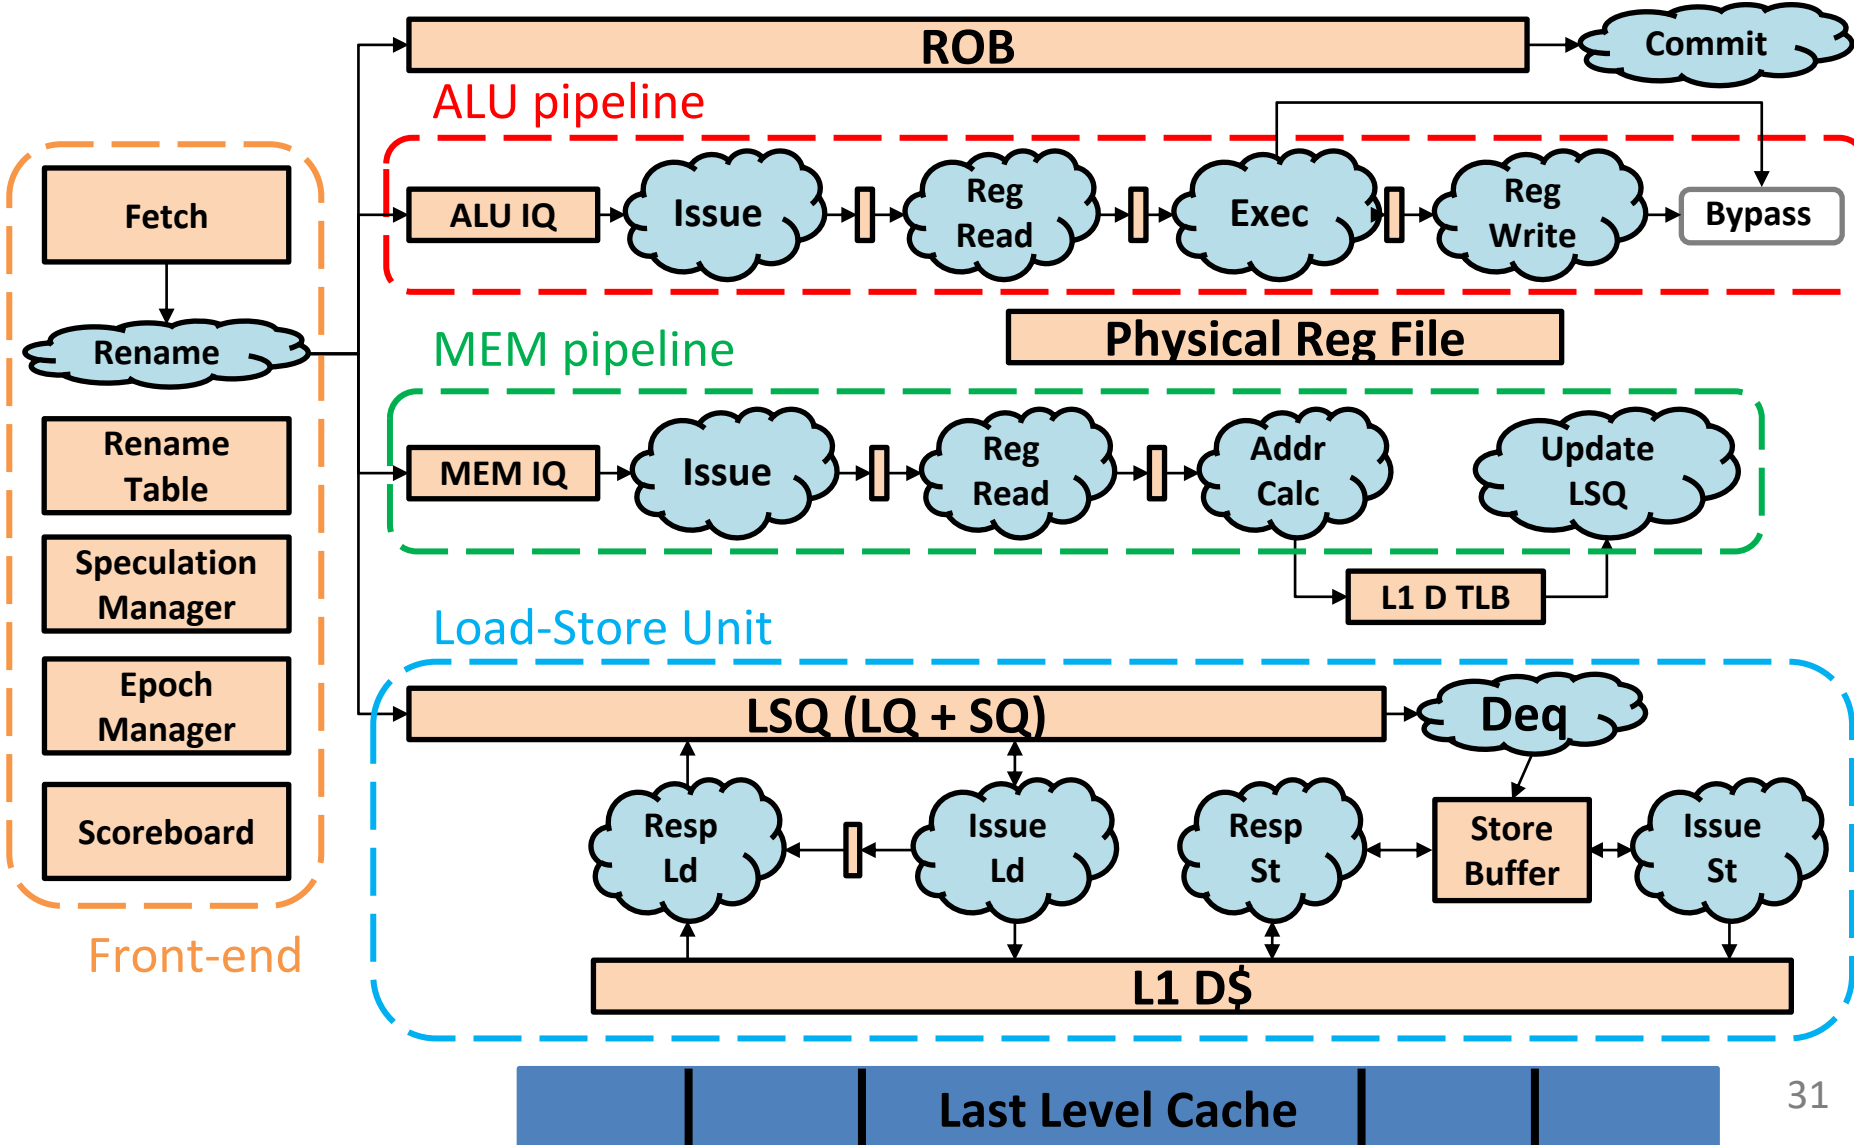 ROB
Commit
ALU pipeline
Fetch
ALU IQ
Issue
Reg
Read
Exec
Reg
Write
Bypass
Rename
MEM pipeline
Physical Reg File
Rename
Table
MEM IQ
Issue
Reg
Read
Addr
Calc
Update
LSQ
Speculation
Manager
L1 D TLB
Load-Store Unit
Epoch
Manager
LSQ (LQ + SQ)
Deq
Scoreboard
Resp
Ld
Issue
Ld
Resp
St
Store
Buffer
Issue
St
Front-end
L1 D$
Last Level Cache
31